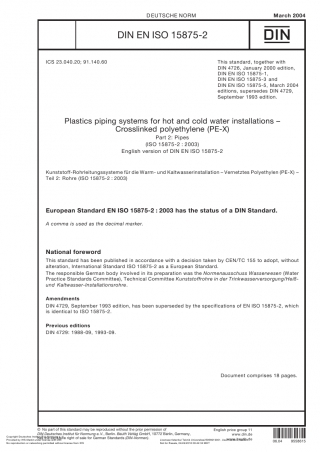 DEUTSCHE NORM
March 2004
DIN EN ISO 15875-2
DIN
ICS 23.040.20; 91.140.60
This standard, together with
DIN 4726, January 2000 edition,
DIN EN ISO 15875-1,
DIN EN ISO 15875-3 and
DIN EN ISO 15875-5, March 2004
editions, supersedes DIN 4729,
September 1993 edition.
Plastics piping systems for hot and cold water installations –
Crosslinked polyethylene (PE-X)
Part 2: Pipes
(ISO 15875-2 : 2003)
English version of DIN EN ISO 15875-2
Kunststoff-Rohrleitungssysteme für die Warm- und Kaltwasserinstallation – Vernetztes Polyethylen (PE-X) –
Teil 2: Rohre (ISO 15875-2 : 2003)
European Standard EN ISO 15875-2 : 2003 has the status of a DIN Standard.
A comma is used as the decimal marker.
National foreword
This standard has been published in accordance with a decision taken by CEN/TC 155 to adopt, without
alteration, International Standard ISO 15875-2 as a European Standard.
The responsible German body involved in its preparation was the Normenausschuss Wasserwesen (Water
Practice Standards Committee), Technical Committee Kunststoffrohre in der Trinkwasserversorgung/Heiß-
und Kaltwasser-Installationsrohre.
Amendments
DIN 4729, September 1993 edition, has been superseded by the specifications of EN ISO 15875-2, which
is identical to ISO 15875-2.
Previous editions
DIN 4729: 1988-09, 1993-09.
Document comprises 18 pages.
No part of this standard may be reproduced without the prior permission of
DIN Deutsches Institut für Normung e. V., Berlin. Beuth Verlag GmbH, 10772 Berlin, Germany,
right of sale for German Standards (DIN-Normen).
English price group 11
www.din.de
www.beuth.de